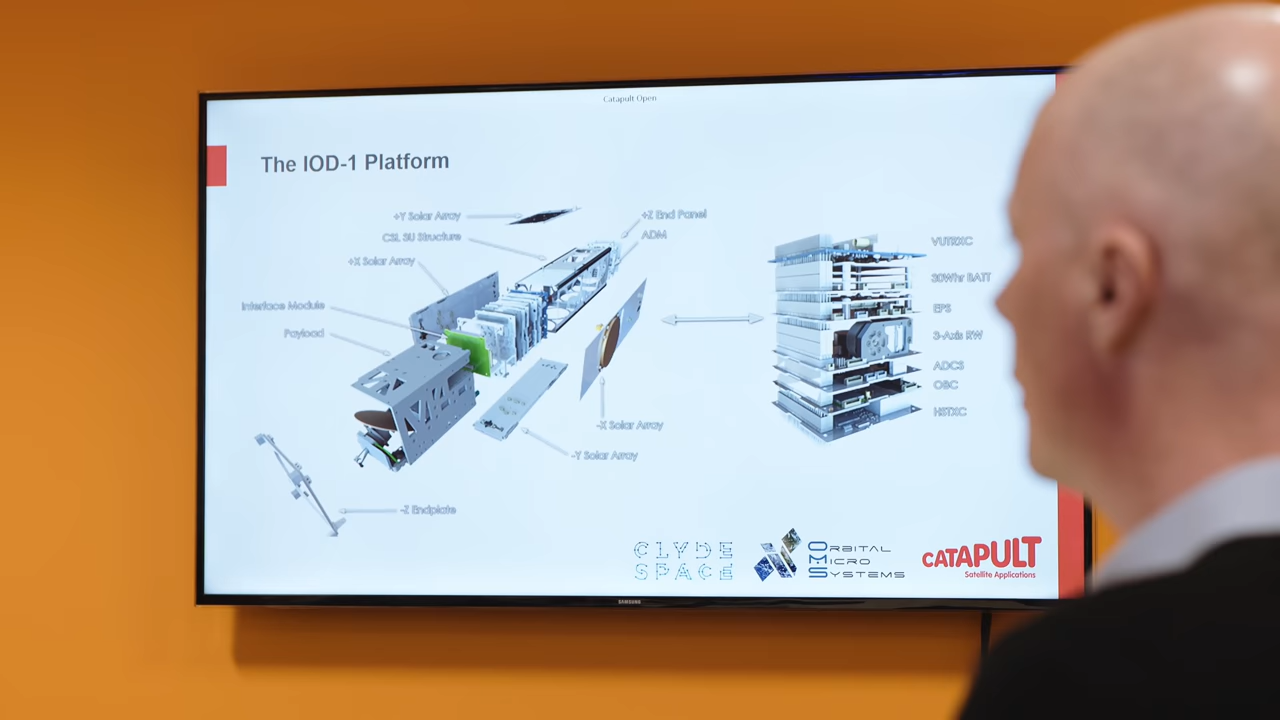 Catapult Open
The IOD-1 Platform
+Y Solar Array
CSL 3U Structure
+X Solar Array
Interface Module
Payload
+Z End Panel
ADM
-X Solar Array
-Y Solar Array
-Z Endplate
VUTRXC
30Whr BATT
EPS
3-Axis RW
ADCS
OBC
HSTXC
CLYDE
SPACE
ORBITAL
MICRO
SYSTEMS
CATAPULT
Satellite Applications
SAMSUNG